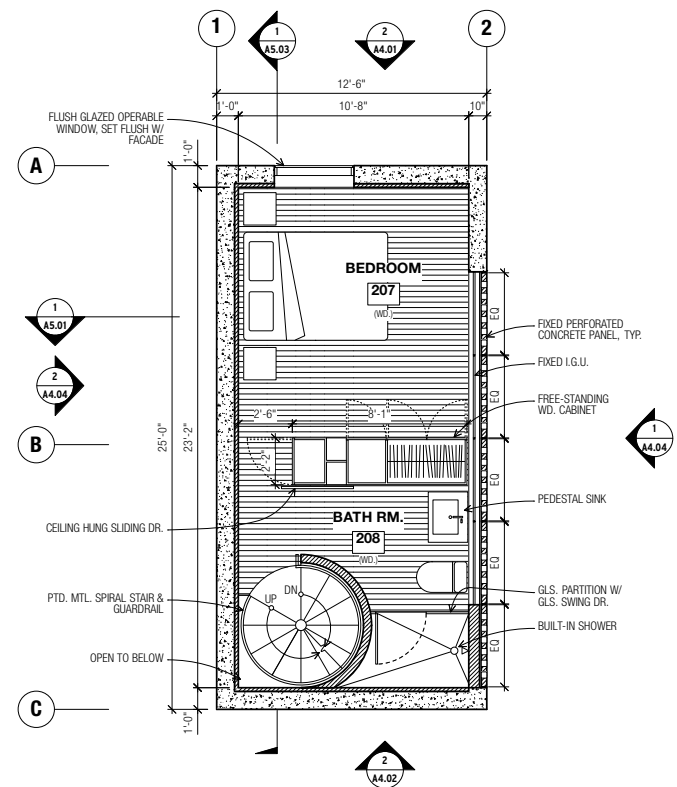 1
1
A5.03
2
A4.01
2
12'-6"
1'-0"
10'-8"
10"
FLUSH GLAZED OPERABLE
WINDOW, SET FLUSH W/
FACADE
1'-0"
A
BEDROOM
207
(WD.)
EQ
1
A5.01
FIXED PERFORATED
CONCRETE PANEL, TYP.
FIXED I.G.U.
2
A4.04
EQ
FREE-STANDING
WD. CABINET
2'-6"
8'-1"
1
A4.04
B
25'-0"
23'-2"
2'-2"
EQ
PEDESTAL SINK
BATH RM.
208
(WD.)
CEILING HUNG SLIDING DR.
EQ
PTD. MTL. SPIRAL STAIR &
GUARDRAIL
UP
DN
GLS. PARTITION W/
GLS. SWING DR.
BUILT-IN SHOWER
EQ
OPEN TO BELOW
C
1'-0"
2
A4.02